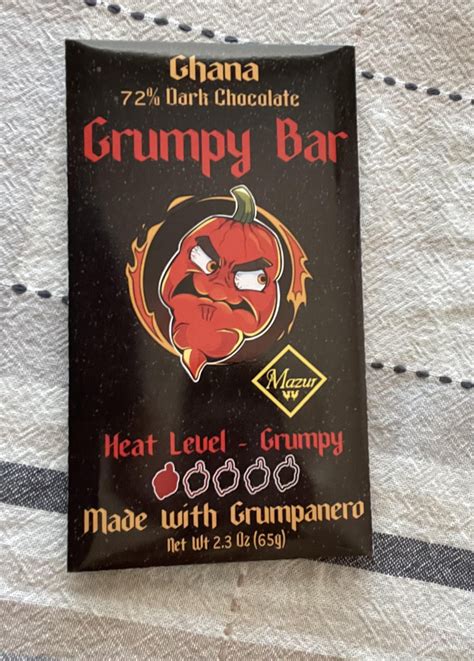 Ghana
72% Dark Chocolate
Grumpy Bar
Mazur
Heat Level - Grumpy
Made with Grumpanero
Net Wt 2.3 Oz (65g)